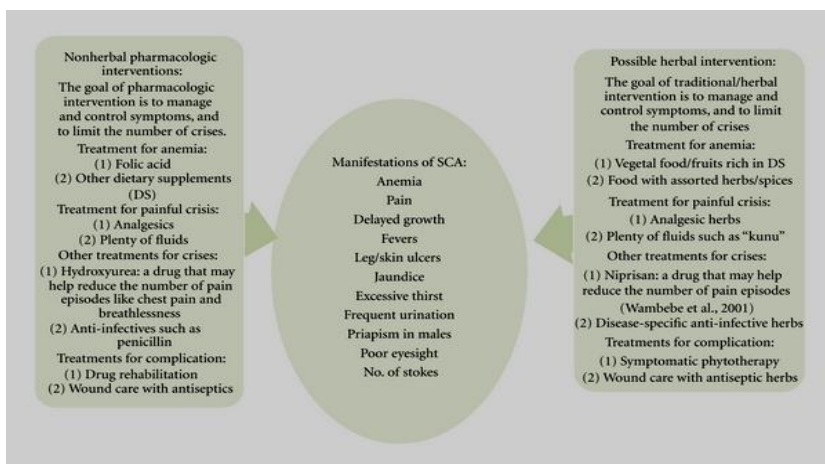 Nonherbal pharmacologic
interventions:
The goal of pharmacologic
intervention is to manage
and control symptoms, and
to limit the number of crises.
Treatment for anemia:
(1) Folic acid
(2) Other dietary supplements
(DS)
Treatment for painful crisis:
(1) Analgesics
(2) Plenty of fluids
Other treatments for crises:
(1) Hydroxyurea: a drug that may
help reduce the number of pain
episodes like chest pain and
breathlessness
(2) Anti-infectives such as
penicillin
Treatments for complication:
(1) Drug rehabilitation
(2) Wound care with antiseptics
Manifestations of SCA:
Anemia
Pain
Delayed growth
Fevers
Leg/skin ulcers
Jaundice
Excessive thirst
Frequent urination
Priapism in males
Poor eyesight
No. of stokes
Possible herbal intervention:
The goal of traditional/herbal
intervention is to manage and
control symptoms, and to limit
the number of crises
Treatment for anemia:
(1) Vegetal food/fruits rich in DS
(2) Food with assorted herbs/spices
Treatment for painful crisis:
(1) Analgesic herbs
(2) Plenty of fluids such as “kunu”
Other treatments for crises:
(1) Niprisan: a drug that may help
reduce the number of pain episodes
(Wambebe et al., 2001)
(2) Disease-specific anti-infective herbs
Treatments for complication:
(1) Symptomatic phytotherapy
(2) Wound care with antiseptic herbs